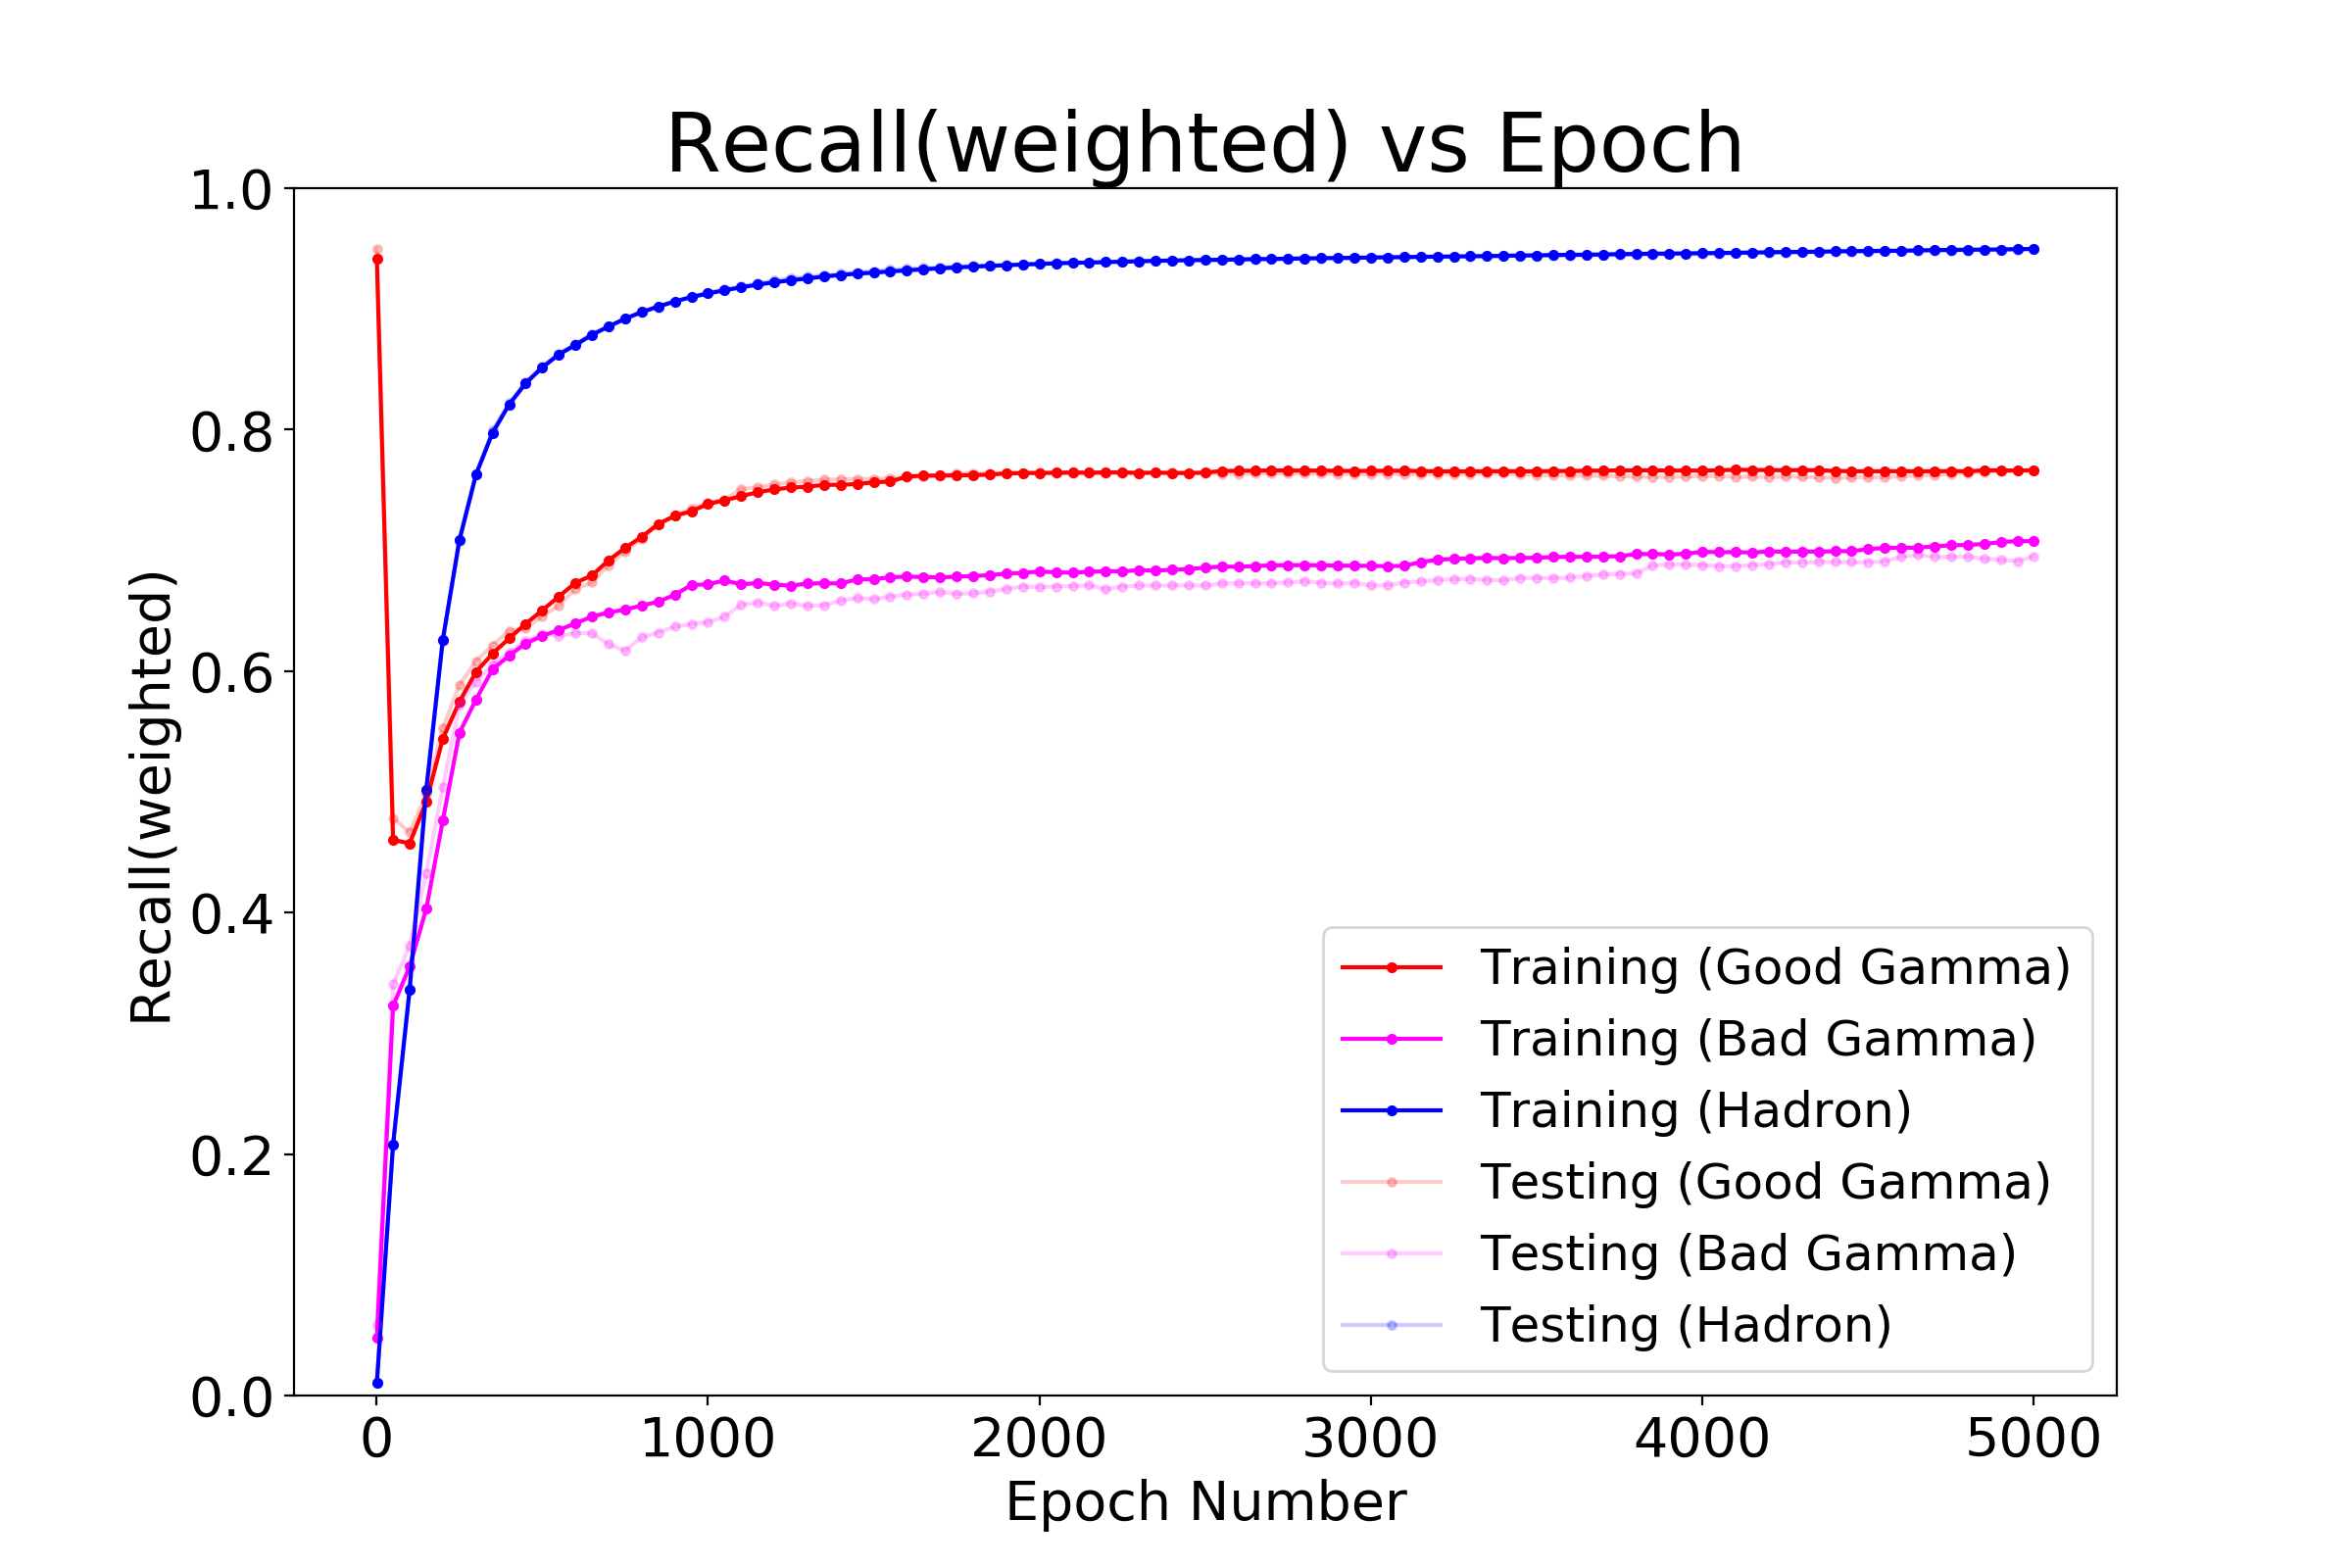 Recall(weighted) vs Epoch
Recall(weighted)
1.0
0.8
0.6
0.4
0.2
0.0
0 1000 2000 3000 4000 5000
Epoch Number
Training (Good Gamma)
Training (Bad Gamma)
Training (Hadron)
Testing (Good Gamma)
Testing (Bad Gamma)
Testing (Hadron)